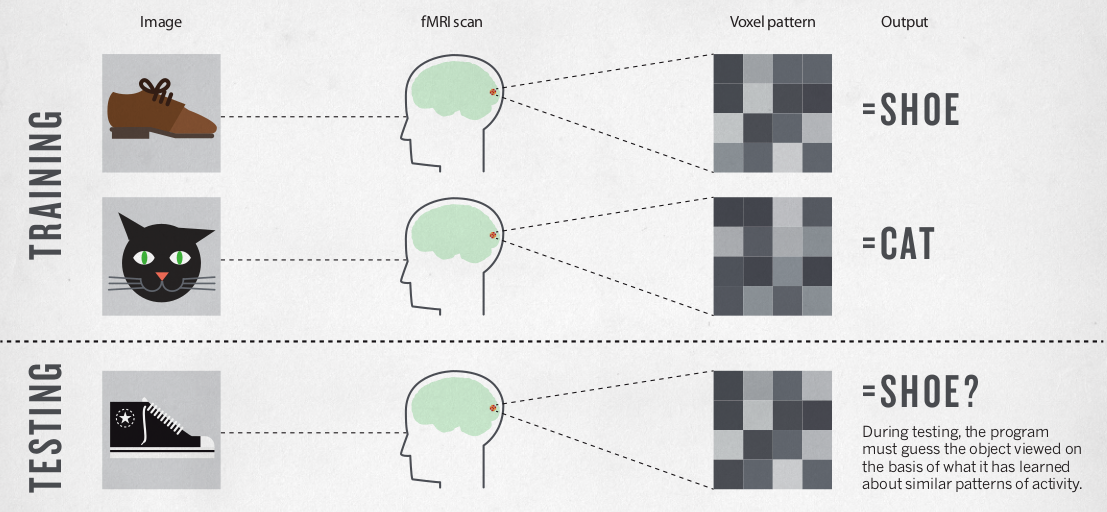 Image
fMRI scan
Voxel pattern
Output
TRAINING
=SHOE
=CAT
TESTING
=SHOE?
During testing, the program
must guess the object viewed on
the basis of what it has learned
about similar patterns of activity.